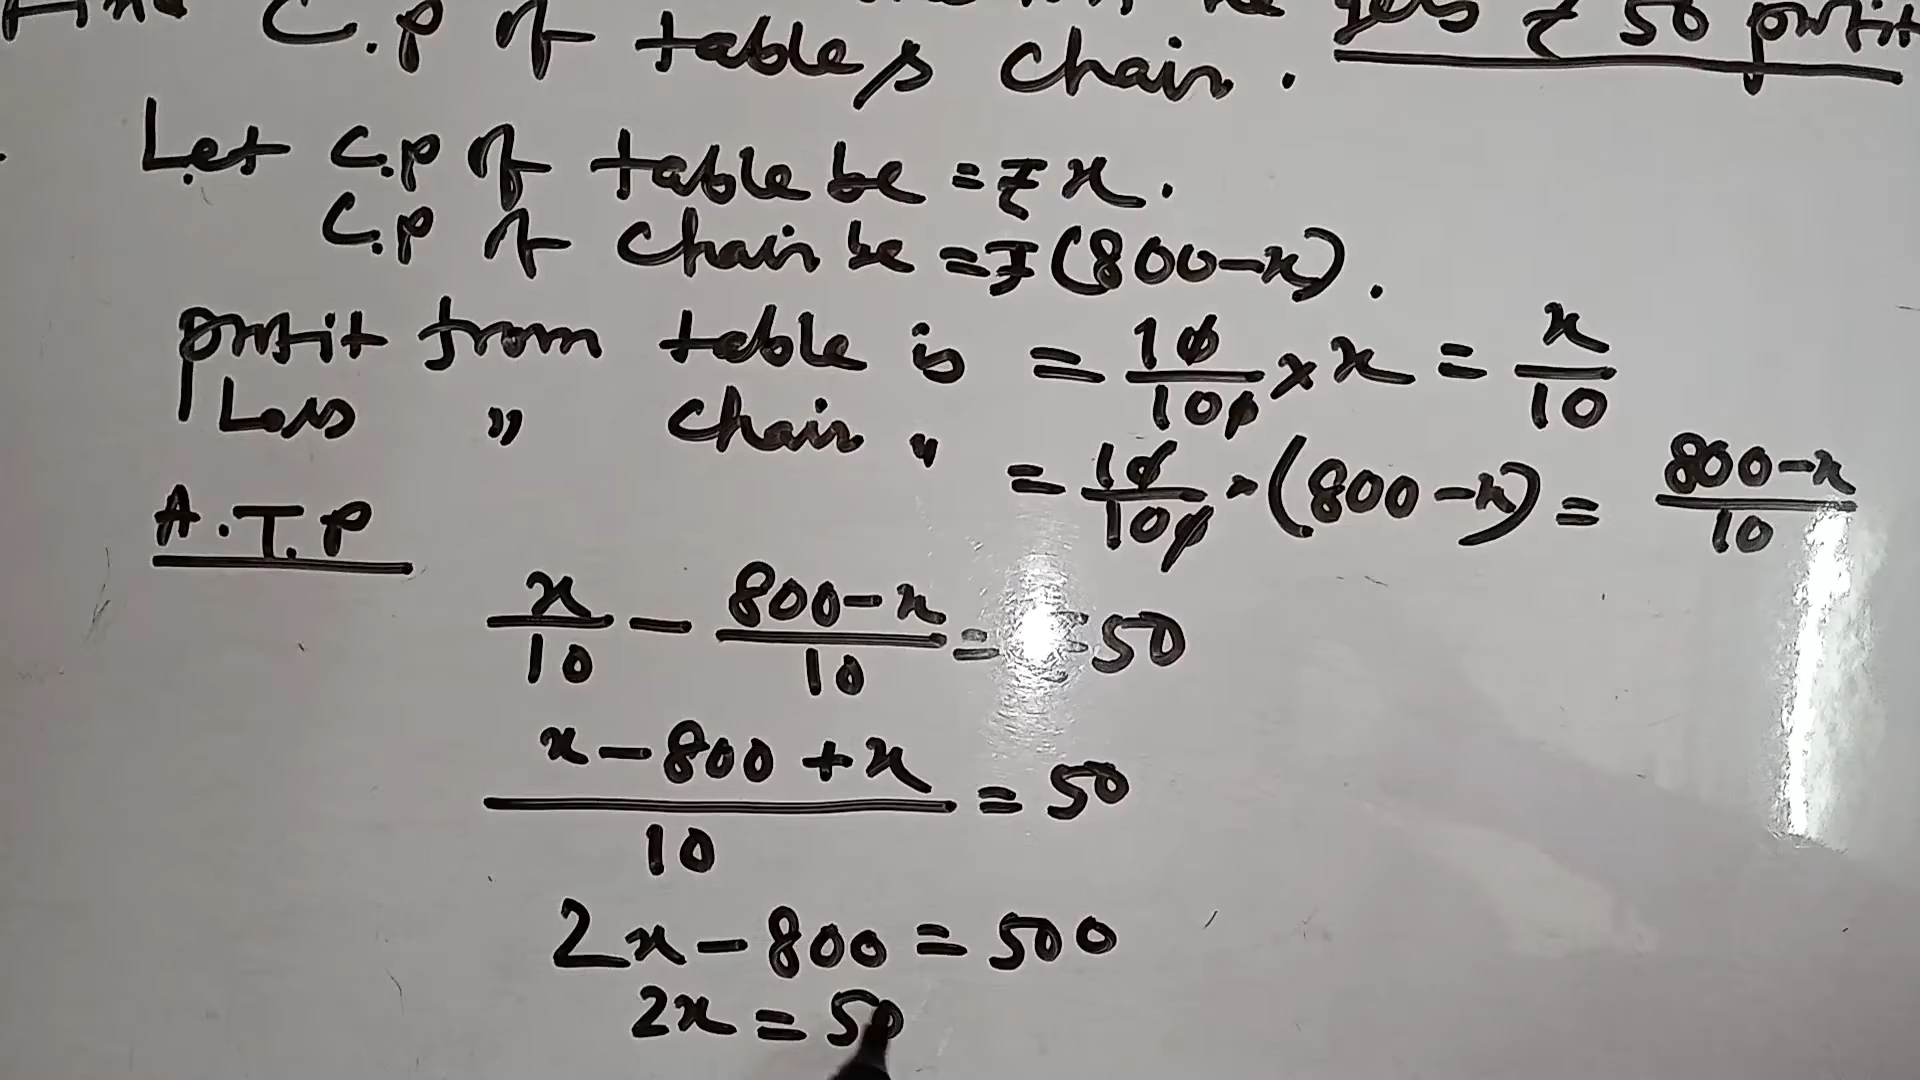 C.P of table & chair. gets ₹ 50 profit
Let C.P of table be = ₹ x.
C.P of chair be = ₹ (800-x).
profit from table is = 10/100 × x = x/10
Loss " chair " = 10/100 × (800-x) = 800-x/10
A.T.P
x/10 - 800-x/10 = 50
x-800+x/10 = 50
2x-800 = 500
2x = 50